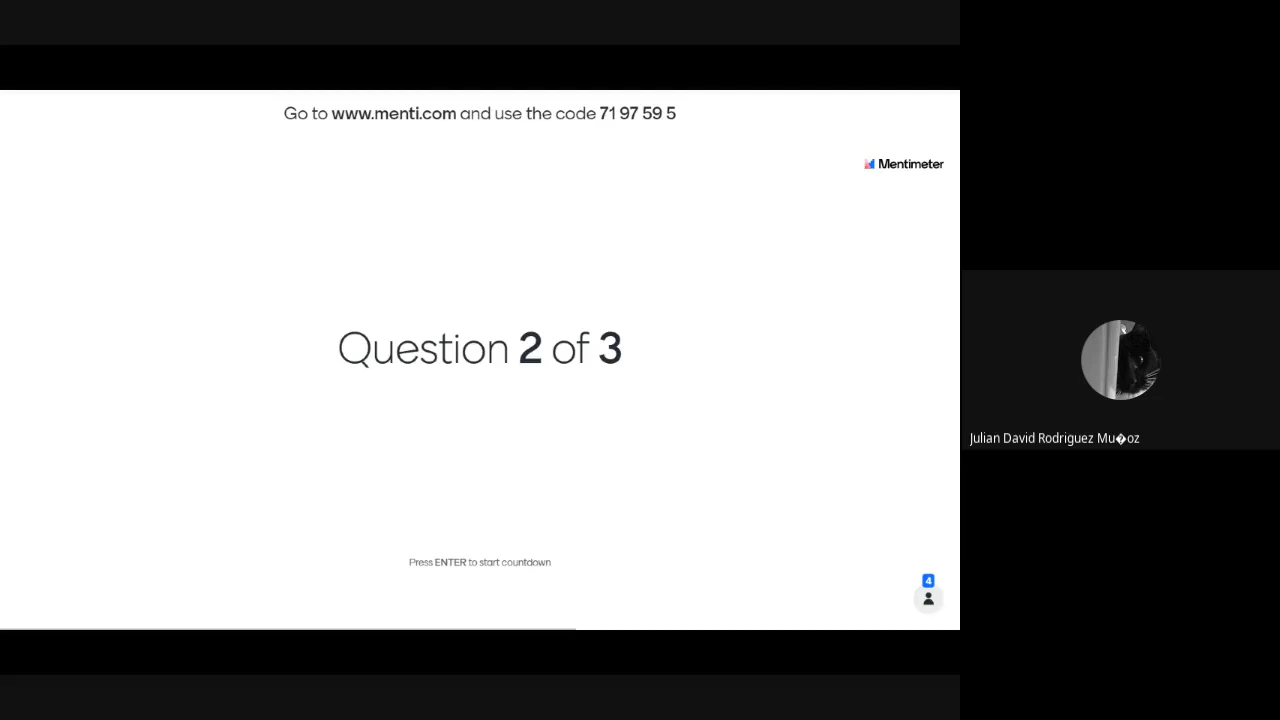 Go to www.menti.com and use the code 71 97 59 5
Mentimeter
Question 2 of 3
Julian David Rodriguez Mu�oz
Press ENTER to start countdown
4